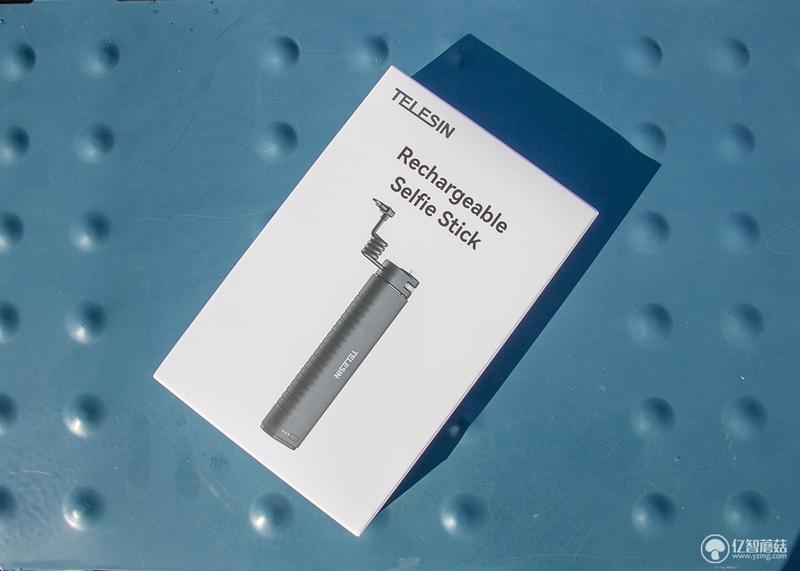 TELESIN
Rechargeable
Selfie Stick
TELESIN
亿智蘑菇
www.yzmg.com